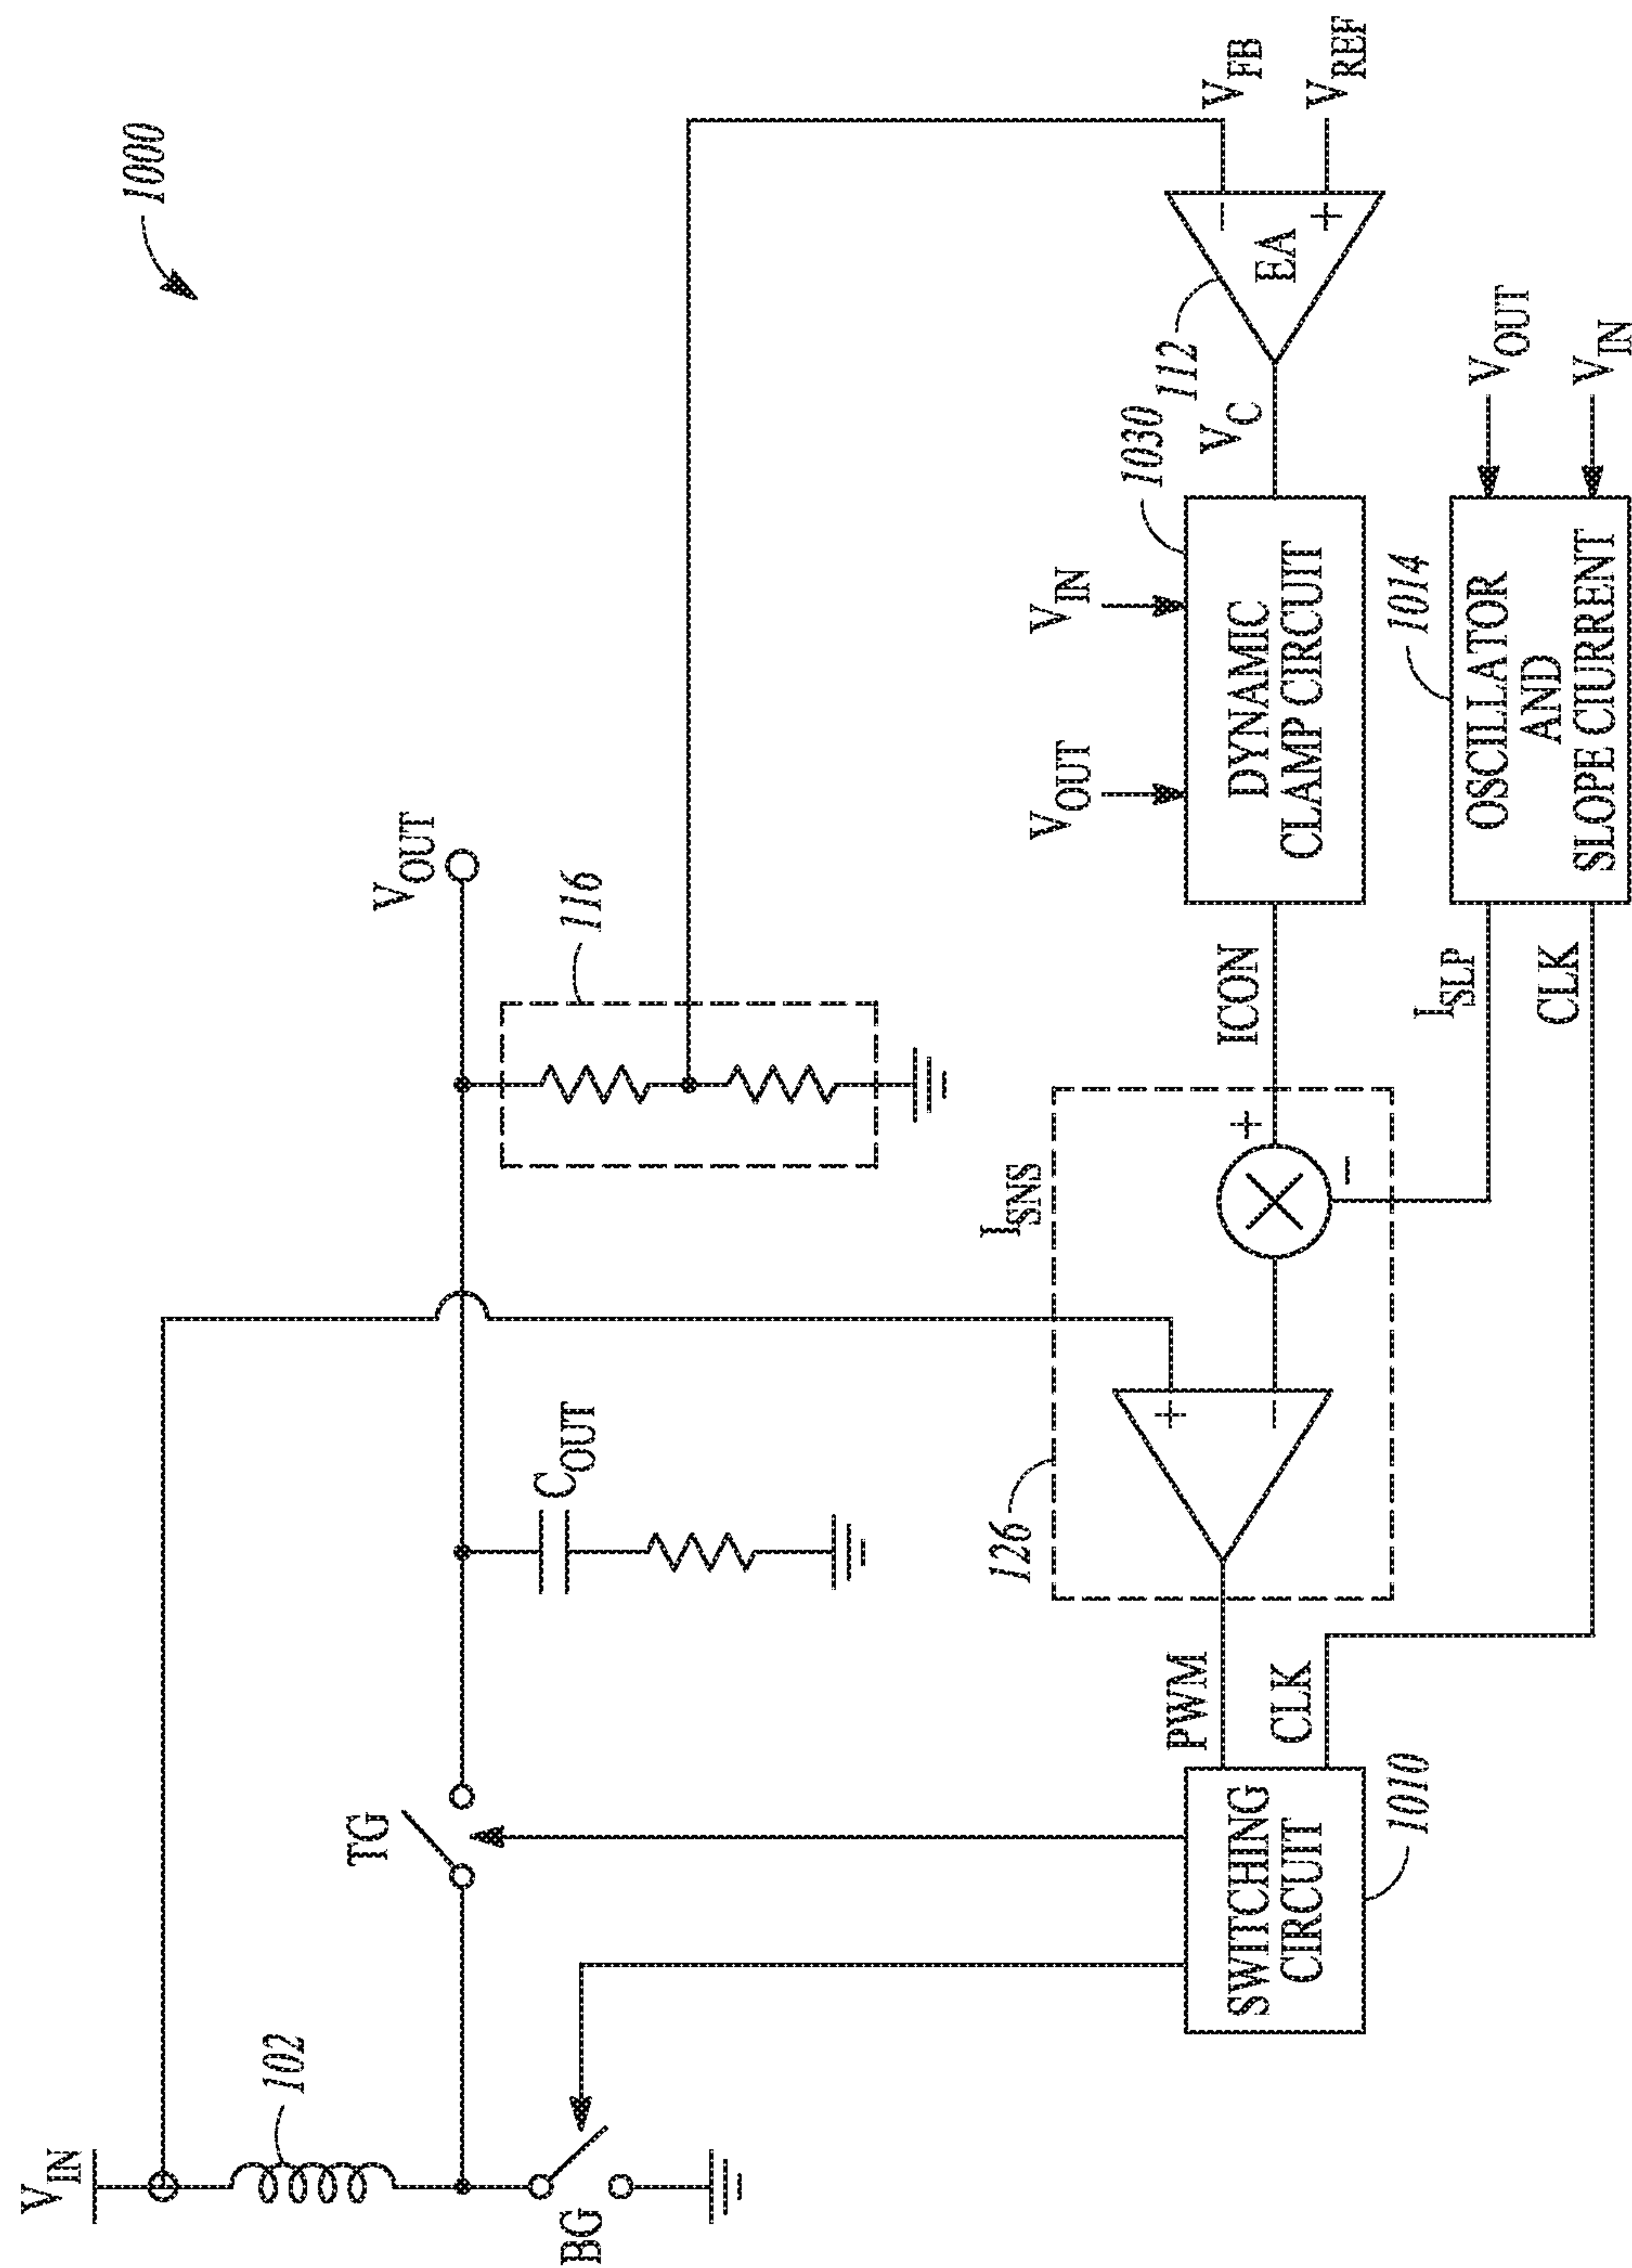 1000
V_IN
102
BG
TG
V_OUT
C_OUT
116
I_SNS
126
V_OUT
V_IN
1030
112
V_FB
V_REF
EA
−
+
V_C
DYNAMIC
CLAMP CIRCUIT
ICON
+
−
+
−
PWM
CLK
SWITCHING
CIRCUIT
1010
I_SLP
CLK
1014
OSCILLATOR
AND
SLOPE CIURRENT
V_OUT
V_IN